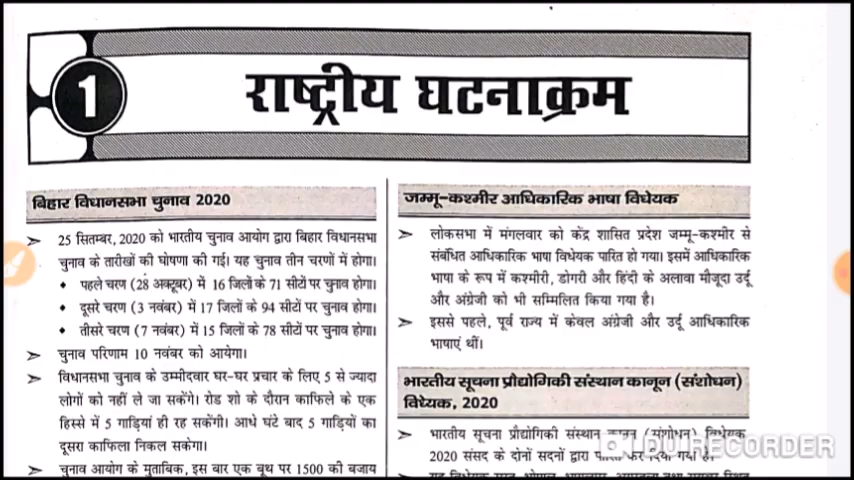 1
राष्ट्रीय घटनाक्रम
बिहार विधानसभा चुनाव 2020
➢ 25 सितम्बर, 2020 को भारतीय चुनाव आयोग द्वारा बिहार विधानसभा
चुनाव के तारीखों की घोषणा की गई। यह चुनाव तीन चरणों में होगा।
♦ पहले चरण (28 अक्टूबर) में 16 जिलों के 71 सीटों पर चुनाव होगा।
♦ दूसरे चरण (3 नवंबर) में 17 जिलों के 94 सीटों पर चुनाव होगा।
♦ तीसरे चरण (7 नवंबर) में 15 जिलों के 78 सीटों पर चुनाव होगा।
➢ चुनाव परिणाम 10 नवंबर को आयेगा।
➢ विधानसभा चुनाव के उम्मीदवार घर-घर प्रचार के लिए 5 से ज्यादा
लोगों को नहीं ले जा सकेंगे। रोड शो के दौरान काफिले के एक
हिस्से में 5 गाड़ियां ही रह सकेंगी। आधे घंटे बाद 5 गाड़ियों का
दूसरा काफिला निकल सकेगा।
➢ चुनाव आयोग के मुताबिक, इस बार एक बूथ पर 1500 की बजाय
जम्मू-कश्मीर आधिकारिक भाषा विधेयक
➢ लोकसभा में मंगलवार को केंद्र शासित प्रदेश जम्मू-कश्मीर से
संबंधित आधिकारिक भाषा विधेयक पारित हो गया। इसमें आधिकारिक
भाषा के रूप में कश्मीरी, डोगरी और हिंदी के अलावा मौजूदा उर्दू
और अंग्रेजी को भी सम्मिलित किया गया है।
➢ इससे पहले, पूर्व राज्य में केवल अंग्रेजी और उर्दू आधिकारिक
भाषाएं थीं।
भारतीय सूचना प्रौद्योगिकी संस्थान कानून (संशोधन)
विधेयक, 2020
➢ भारतीय सूचना प्रौद्योगिकी संस्थान कानून (संशोधन) विधेयक
2020 संसद के दोनों सदनों द्वारा पारित कर दिया गया है।
DU RECORDER